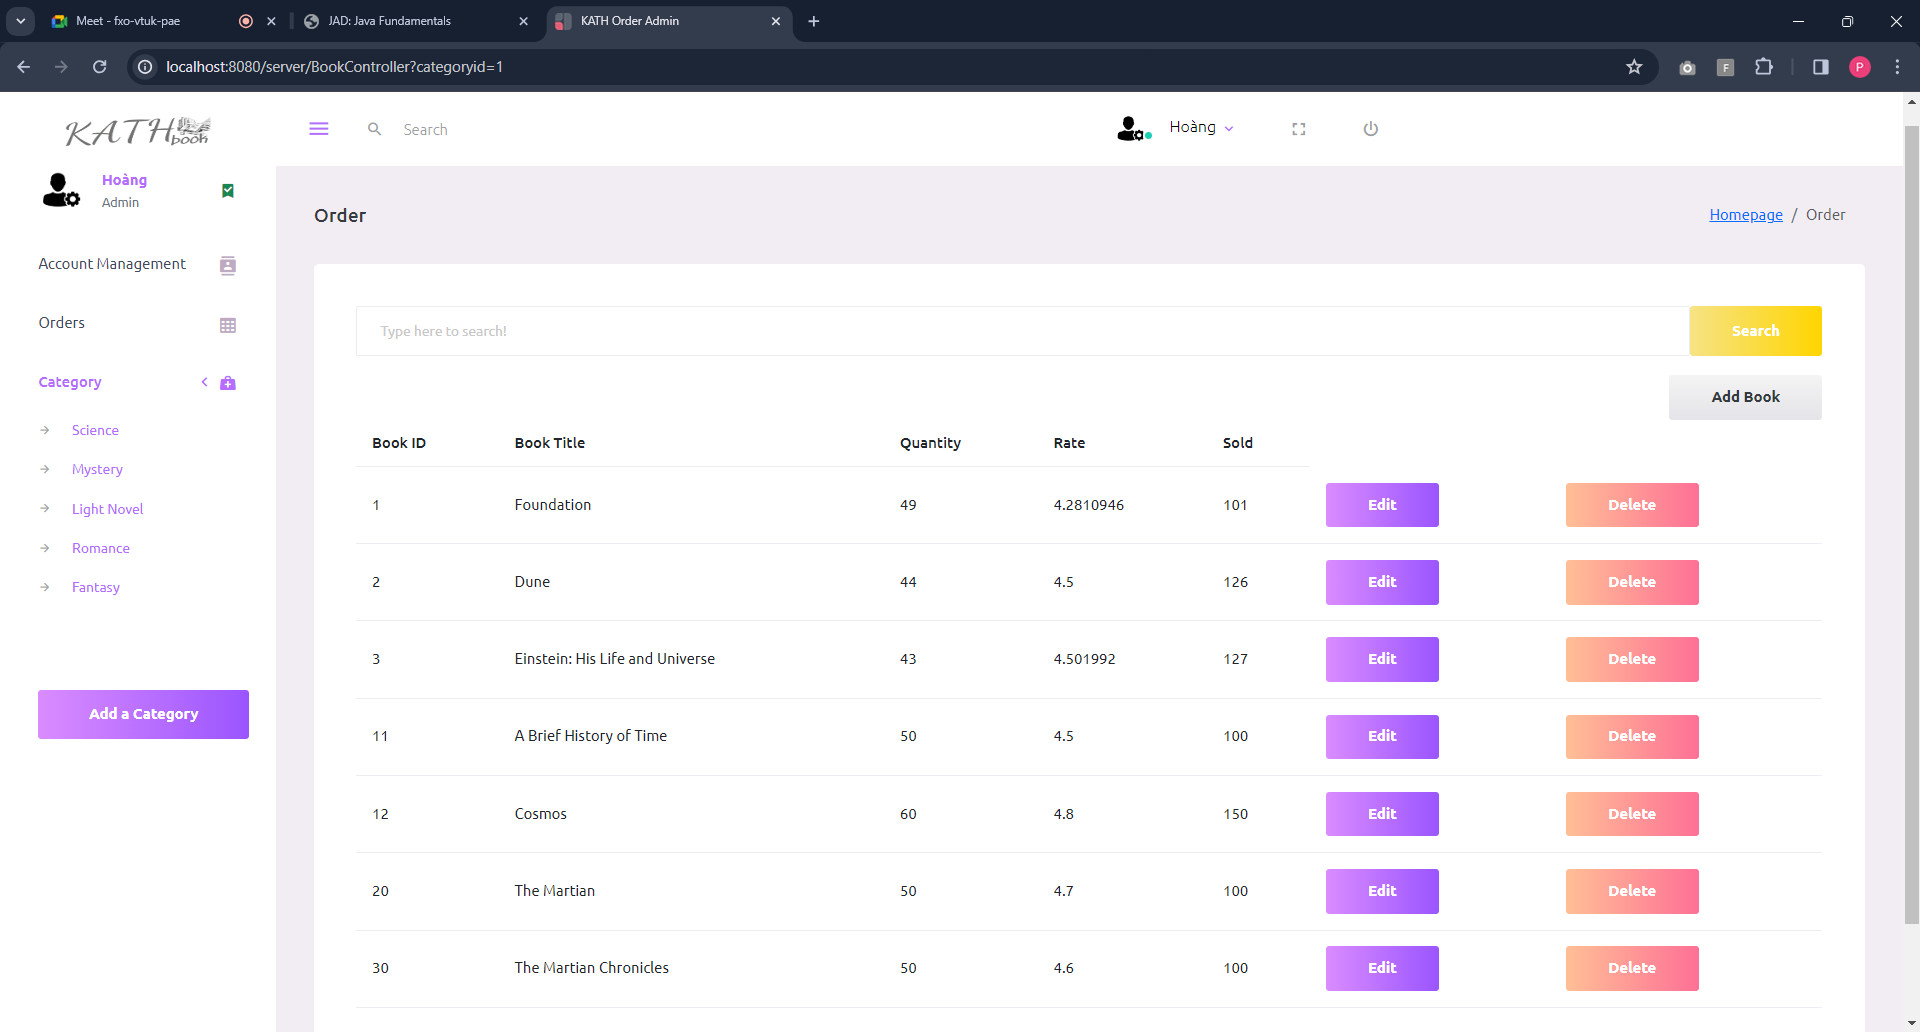 Meet - fxo-vtuk-pae
JAD: Java Fundamentals
KATH Order Admin
localhost:8080/server/BookController?categoryid=1
F
P
KATH book
Search
Hoàng
Hoàng
Admin
Account Management
Orders
Category
Science
Mystery
Light Novel
Romance
Fantasy
Add a Category
Order
Homepage / Order
Type here to search!
Search
Add Book
Book ID Book Title Quantity Rate Sold
1 Foundation 49 4.2810946 101 Edit Delete
2 Dune 44 4.5 126 Edit Delete
3 Einstein: His Life and Universe 43 4.501992 127 Edit Delete
11 A Brief History of Time 50 4.5 100 Edit Delete
12 Cosmos 60 4.8 150 Edit Delete
20 The Martian 50 4.7 100 Edit Delete
30 The Martian Chronicles 50 4.6 100 Edit Delete